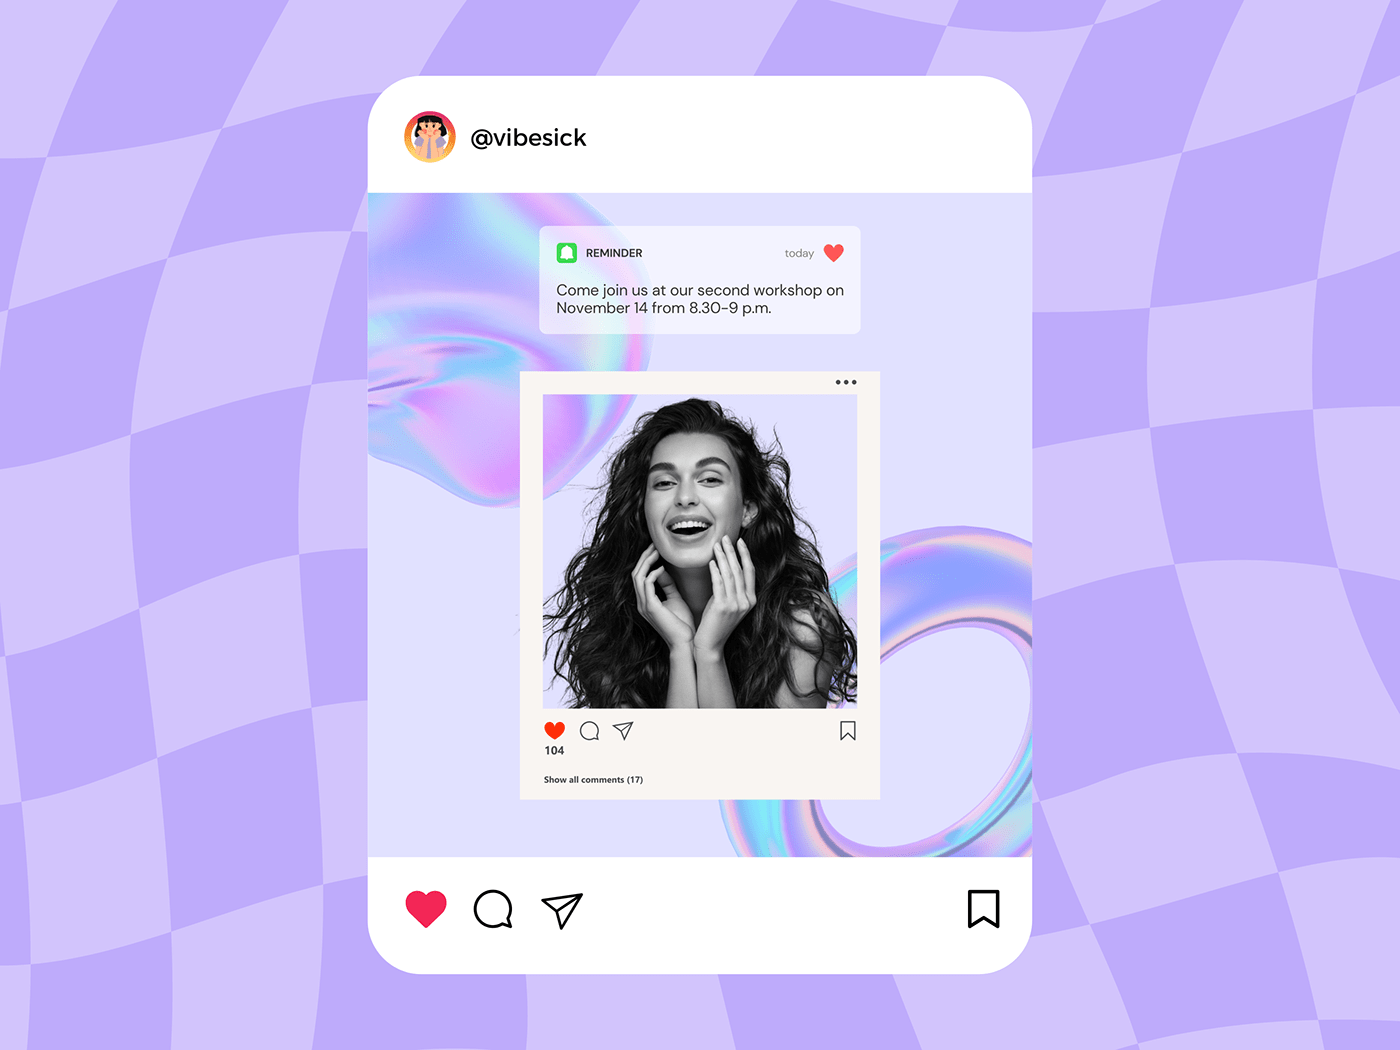 @vibesick
REMINDER
today
Come join us at our second workshop on
November 14 from 8.30-9 p.m.
104
Show all comments (17)